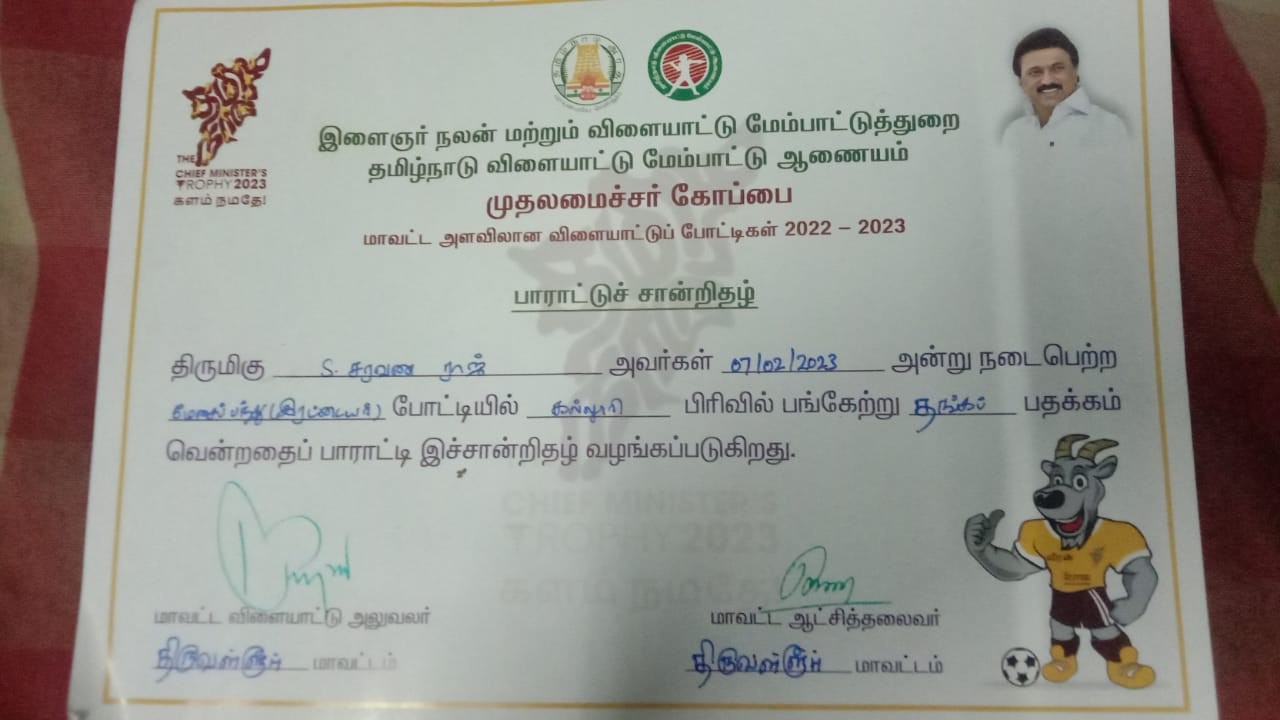 தமிழ்நாடு
THE
CHIEF MINISTER'S
TROPHY 2023
களம் நமதே!
இளைஞர் நலன் மற்றும் விளையாட்டு மேம்பாட்டுத்துறை
தமிழ்நாடு விளையாட்டு மேம்பாட்டு ஆணையம்
முதலமைச்சர் கோப்பை
மாவட்ட அளவிலான விளையாட்டுப் போட்டிகள் 2022 – 2023
பாராட்டுச் சான்றிதழ்
திருமிகு S. சரவண ராஜ் அவர்கள் 07/02/2023 அன்று நடைபெற்ற
மேசைபந்து (இரட்டையர்) போட்டியில் கல்லூரி பிரிவில் பங்கேற்று தங்கப் பதக்கம்
வென்றதைப் பாராட்டி இச்சான்றிதழ் வழங்கப்படுகிறது.
CHIEF MINISTER'S
TROPHY 2023
களம் நமதே!
மாவட்ட விளையாட்டு அலுவலர்
திருவள்ளூர் மாவட்டம்
மாவட்ட ஆட்சித்தலைவர்
திருவள்ளூர் மாவட்டம்